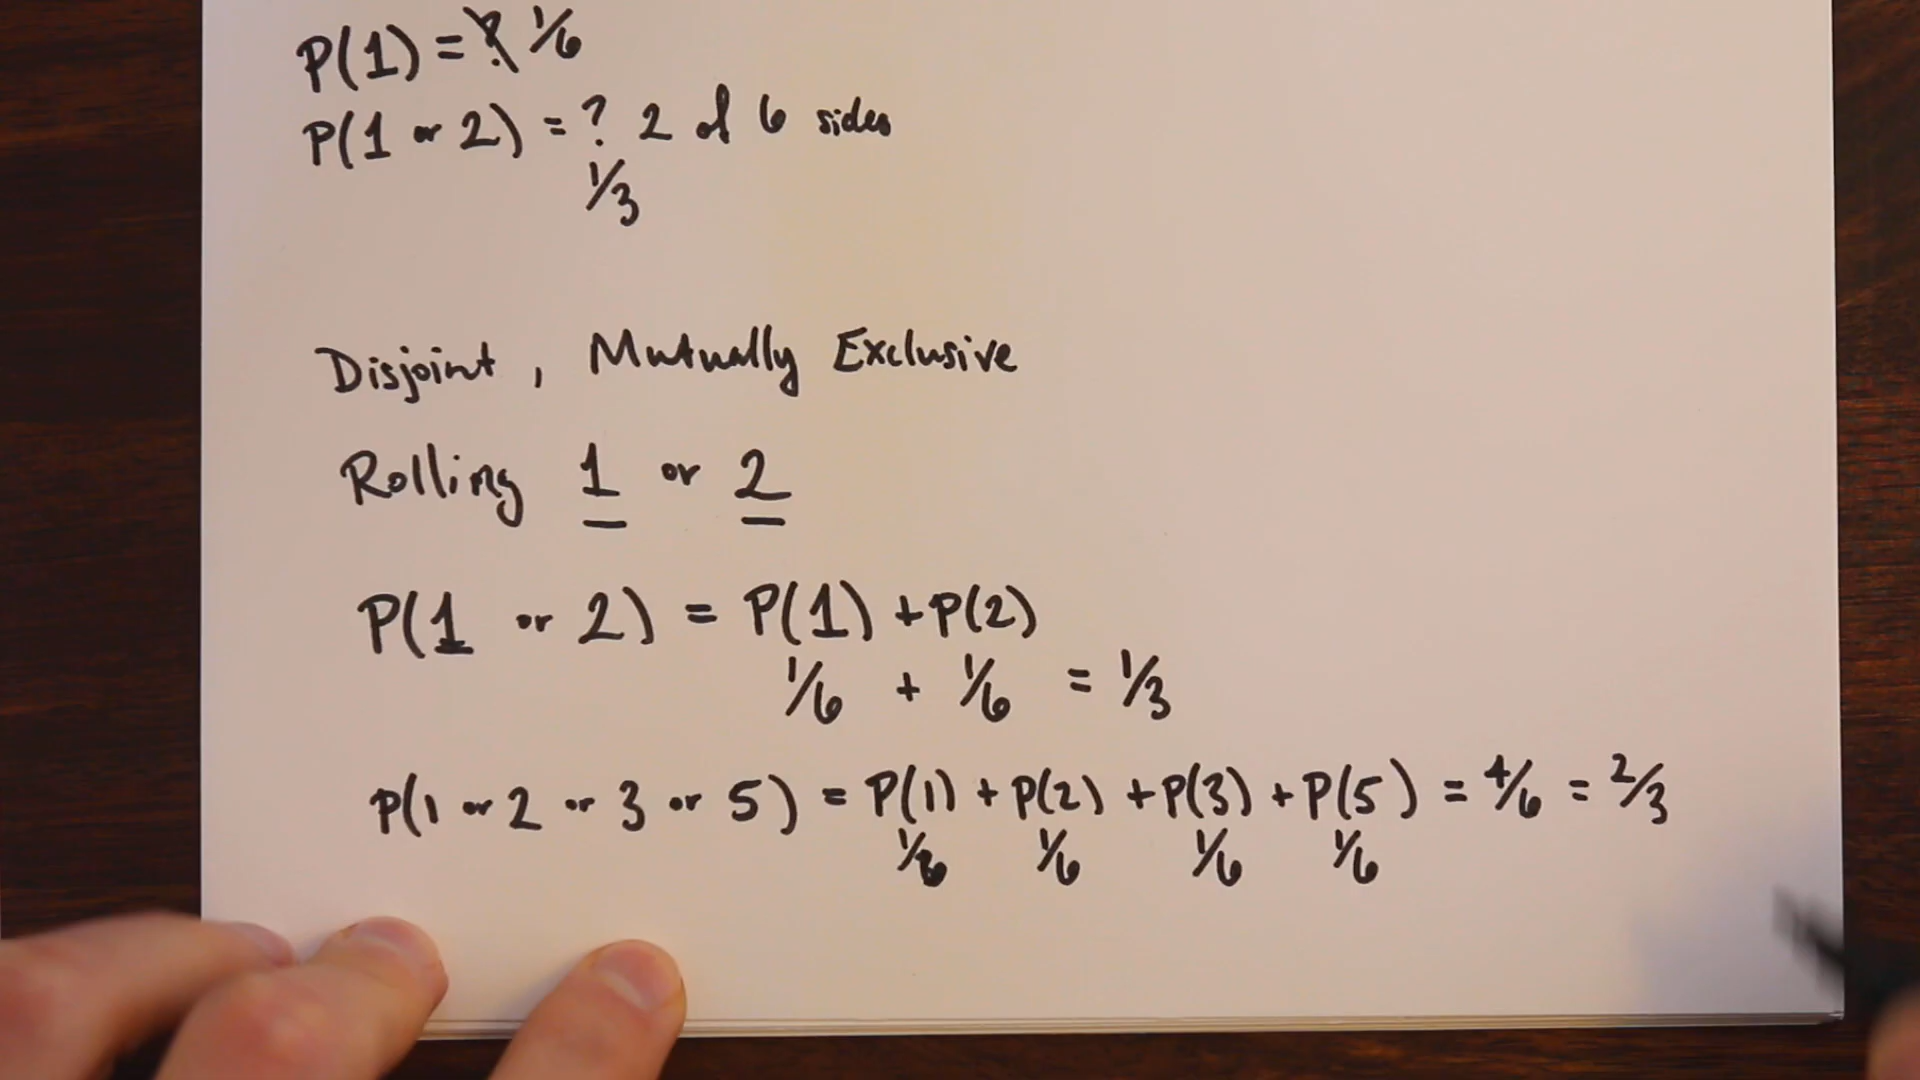 P(1) = ? 1/6
P(1 or 2) = ? 2 of 6 sides
1/3
Disjoint, Mutually Exclusive
Rolling 1 or 2
P(1 or 2) = P(1) + P(2)
1/6 + 1/6 = 1/3
P(1 or 2 or 3 or 5) = P(1) + P(2) + P(3) + P(5) = 4/6 = 2/3
1/6 1/6 1/6 1/6